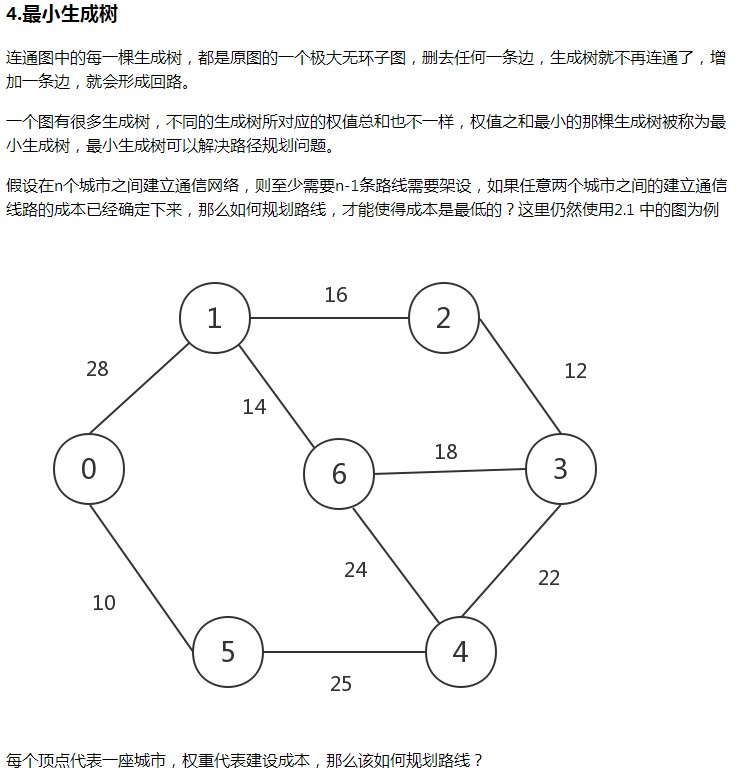 4.最小生成树
连通图中的每一棵生成树，都是原图的一个极大无环子图，删去任何一条边，生成树就不再连通了，增
加一条边，就会形成回路。
一个图有很多生成树，不同的生成树所对应的权值总和也不一样，权值之和最小的那棵生成树被称为最
小生成树，最小生成树可以解决路径规划问题。
假设在n个城市之间建立通信网络，则至少需要n-1条路线需要架设，如果任意两个城市之间的建立通信
线路的成本已经确定下来，那么如何规划路线，才能使得成本是最低的？这里仍然使用2.1 中的图为例
16
1
2
28
12
14
18
0
6
3
24
22
10
5
4
25
每个顶点代表一座城市，权重代表建设成本，那么该如何规划路线？